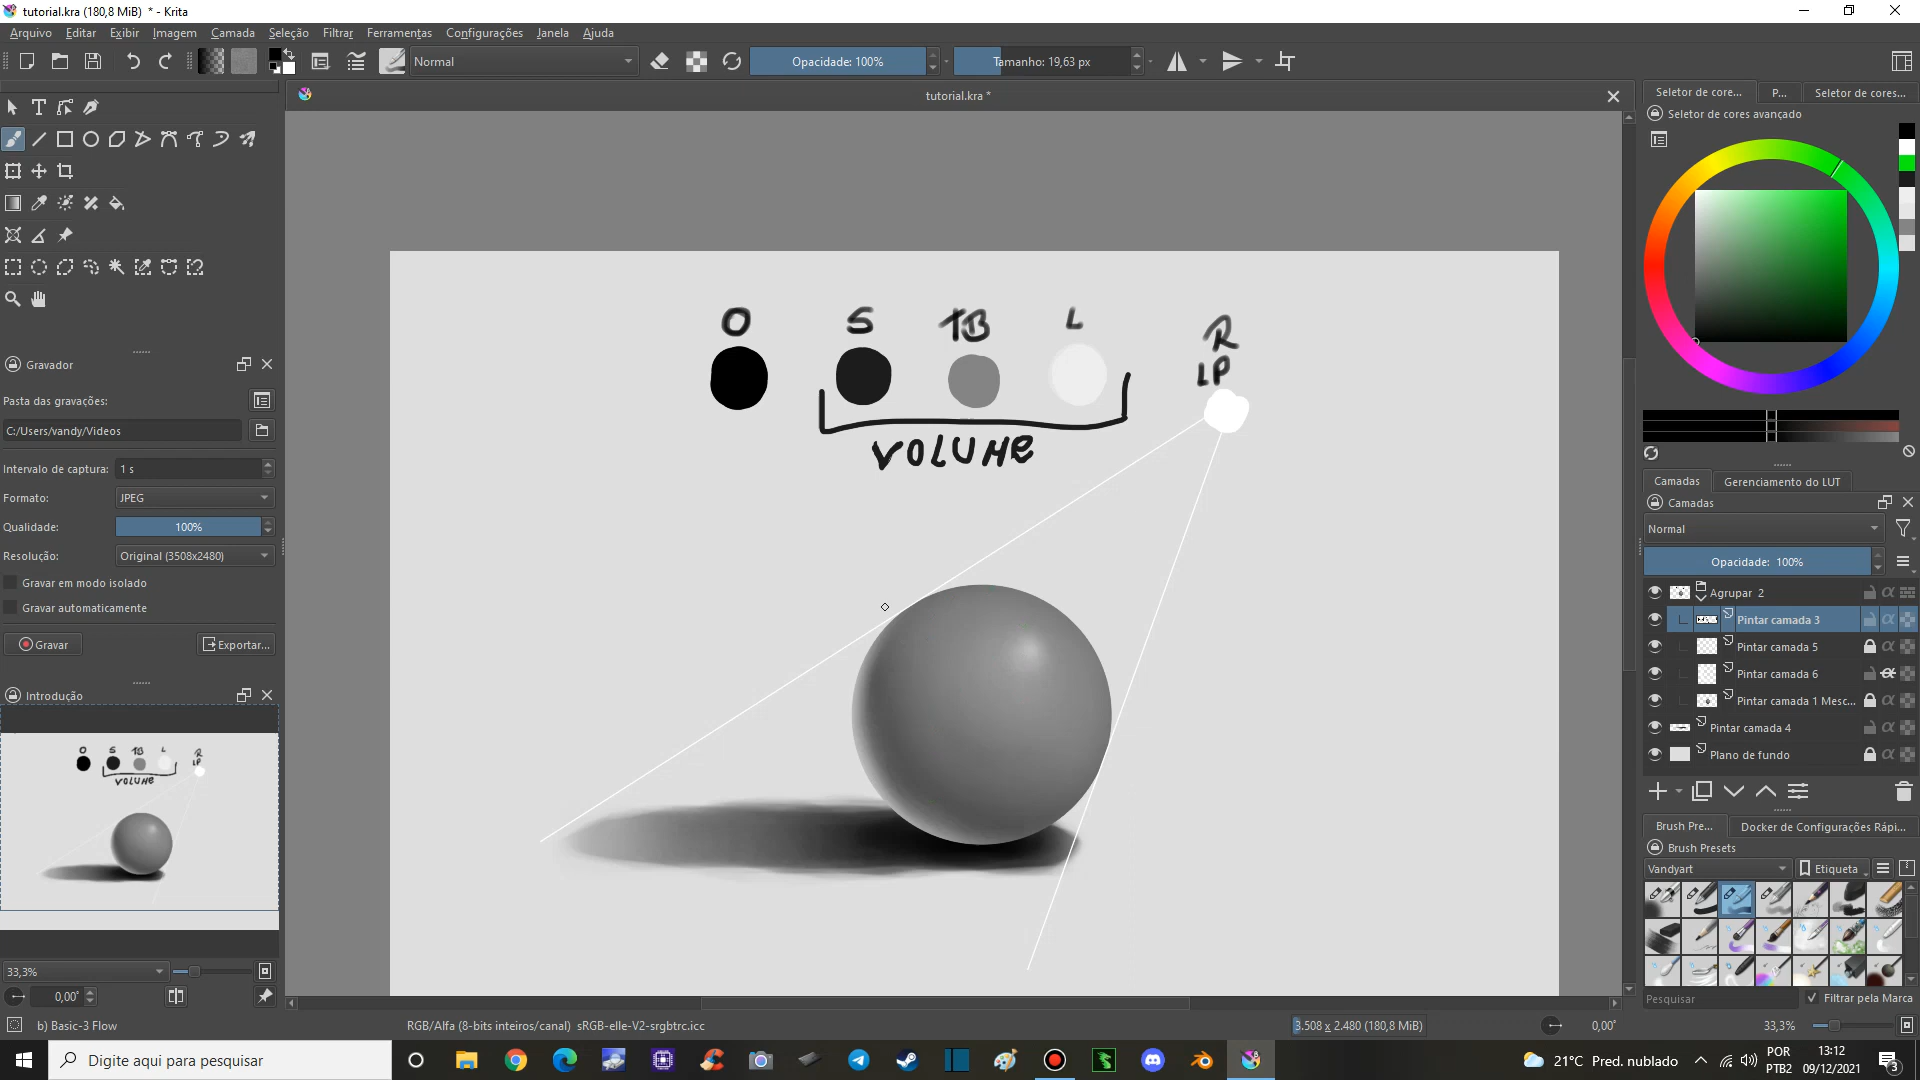 tutorial.kra (180,8 MiB) * - Krita
Arquivo Editar Exibir Imagem Camada Seleção Filtrar Ferramentas Configurações Janela Ajuda
Normal Opacidade: 100% Tamanho: 19,63 px
tutorial.kra *
Seletor de core... P... Seletor de cores...
Seletor de cores avançado
O S TB L R
LP
VOLUME
Gravador
Pasta das gravações:
C:/Users/vandy/Videos
Intervalo de captura: 1 s
Formato: JPEG
Qualidade: 100%
Resolução: Original (3508x2480)
Gravar em modo isolado
Gravar automaticamente
Gravar Exportar...
Introdução
O S TB L R
LP
VOLUME
33,3%
0,00°
Camadas Gerenciamento do LUT
Camadas
Normal
Opacidade: 100%
Agrupar 2
Pintar camada 3
Pintar camada 5
Pintar camada 6
Pintar camada 1 Mesc...
Pintar camada 4
Plano de fundo
Brush Pre... Docker de Configurações Rápi...
Brush Presets
Vandyart Etiqueta
Pesquisar Filtrar pela Marca
b) Basic-3 Flow RGB/Alfa (8-bits inteiros/canal) sRGB-elle-V2-srgbtrc.icc 3.508 x 2.480 (180,8 MiB) 0,00° 33,3%
Digite aqui para pesquisar 21°C Pred. nublado POR
PTB2 13:12
09/12/2021 3